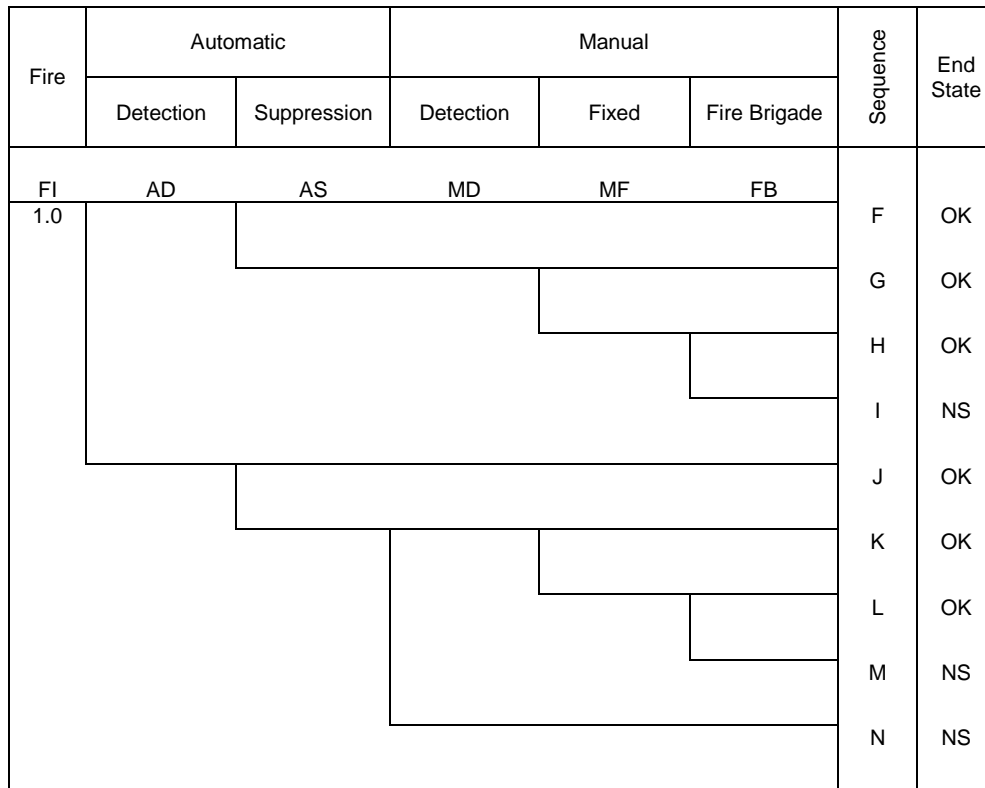 Fire
Automatic
Manual
Sequence
End
State
Detection
Suppression
Detection
Fixed
Fire Brigade
FI AD AS MD MF FB
1.0
F OK
G OK
H OK
I NS
J OK
K OK
L OK
M NS
N NS